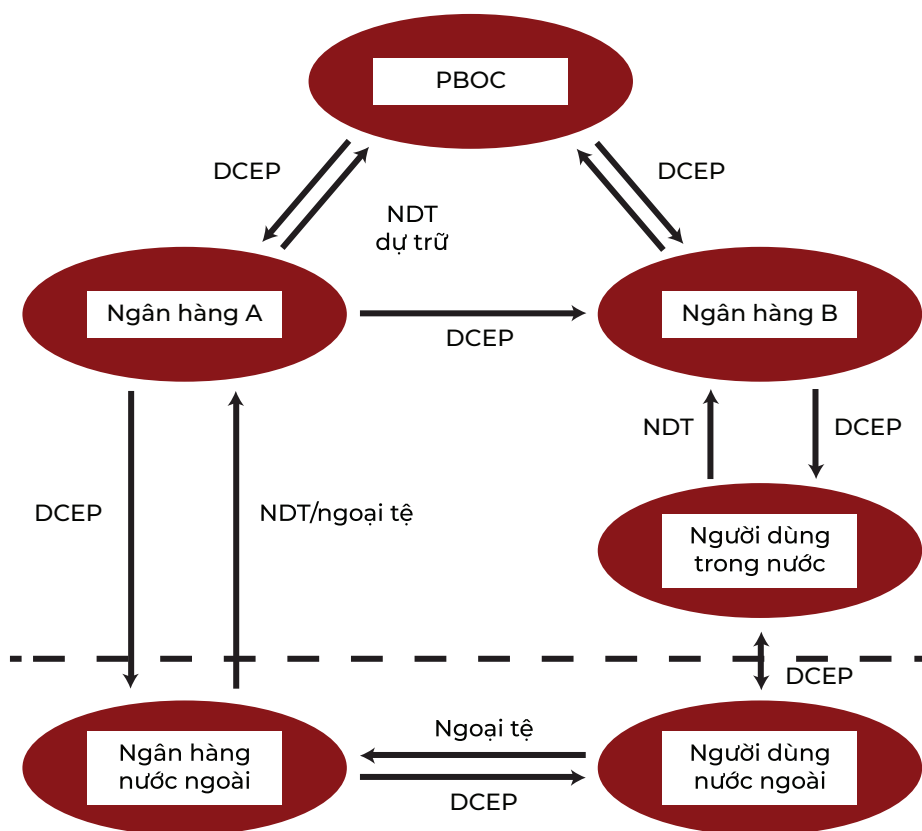 PBOC
DCEP
DCEP
NDT
dự trữ
Ngân hàng A
Ngân hàng B
DCEP
NDT
DCEP
DCEP
NDT/ngoại tệ
Người dùng
trong nước
DCEP
Ngoại tệ
Ngân hàng
nước ngoài
Người dùng
nước ngoài
DCEP